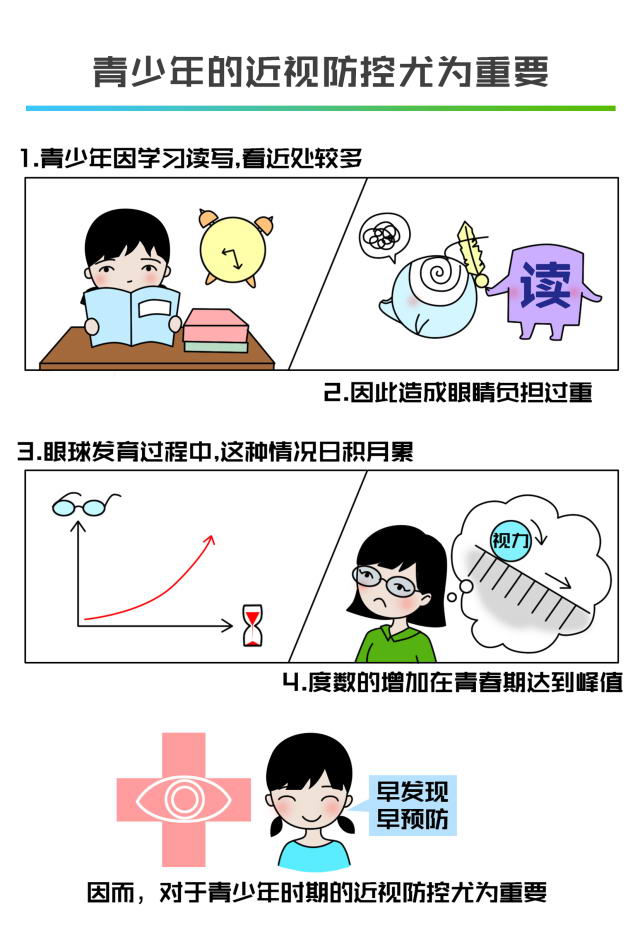 青少年的近视防控尤为重要
1.青少年因学习读写,看近处较多
读
2.因此造成眼睛负担过重
3.眼球发育过程中,这种情况日积月累
视力
4.度数的增加在青春期达到峰值
早发现
早预防
因而，对于青少年时期的近视防控尤为重要